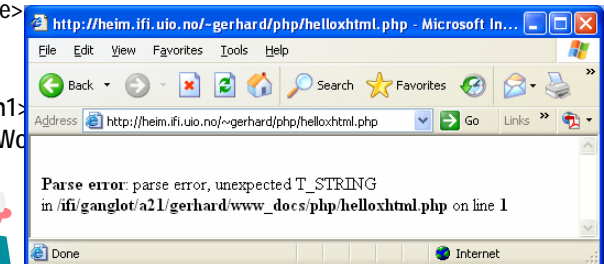 e>
http://heim.ifi.uio.no/~gerhard/php/helloxhtml.php - Microsoft In...
File Edit View Favorites Tools Help
Back Search Favorites »
n1>
Address http://heim.ifi.uio.no/~gerhard/php/helloxhtml.php Go Links »
Wo
Parse error: parse error, unexpected T_STRING
in /ifi/ganglot/a21/gerhard/www_docs/php/helloxhtml.php on line 1
Done Internet